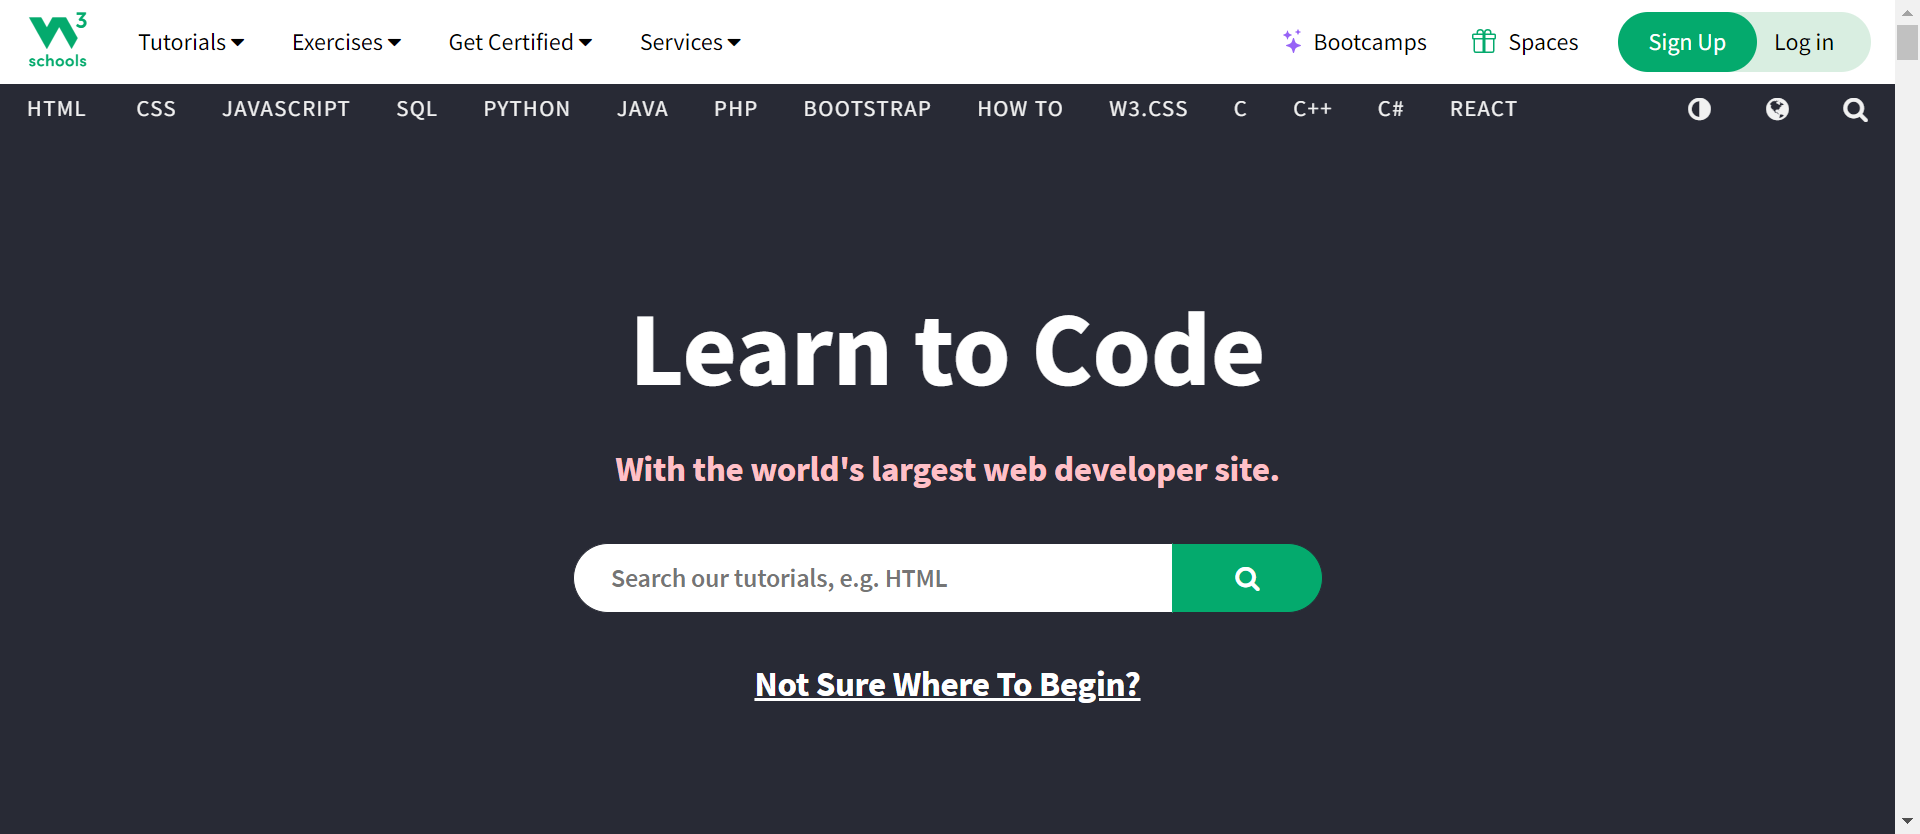 W3 schools
Tutorials Exercises Get Certified Services Bootcamps Spaces Sign Up Log in
HTML CSS JAVASCRIPT SQL PYTHON JAVA PHP BOOTSTRAP HOW TO W3.CSS C C++ C# REACT
Learn to Code
With the world's largest web developer site.
Search our tutorials, e.g. HTML
Not Sure Where To Begin?